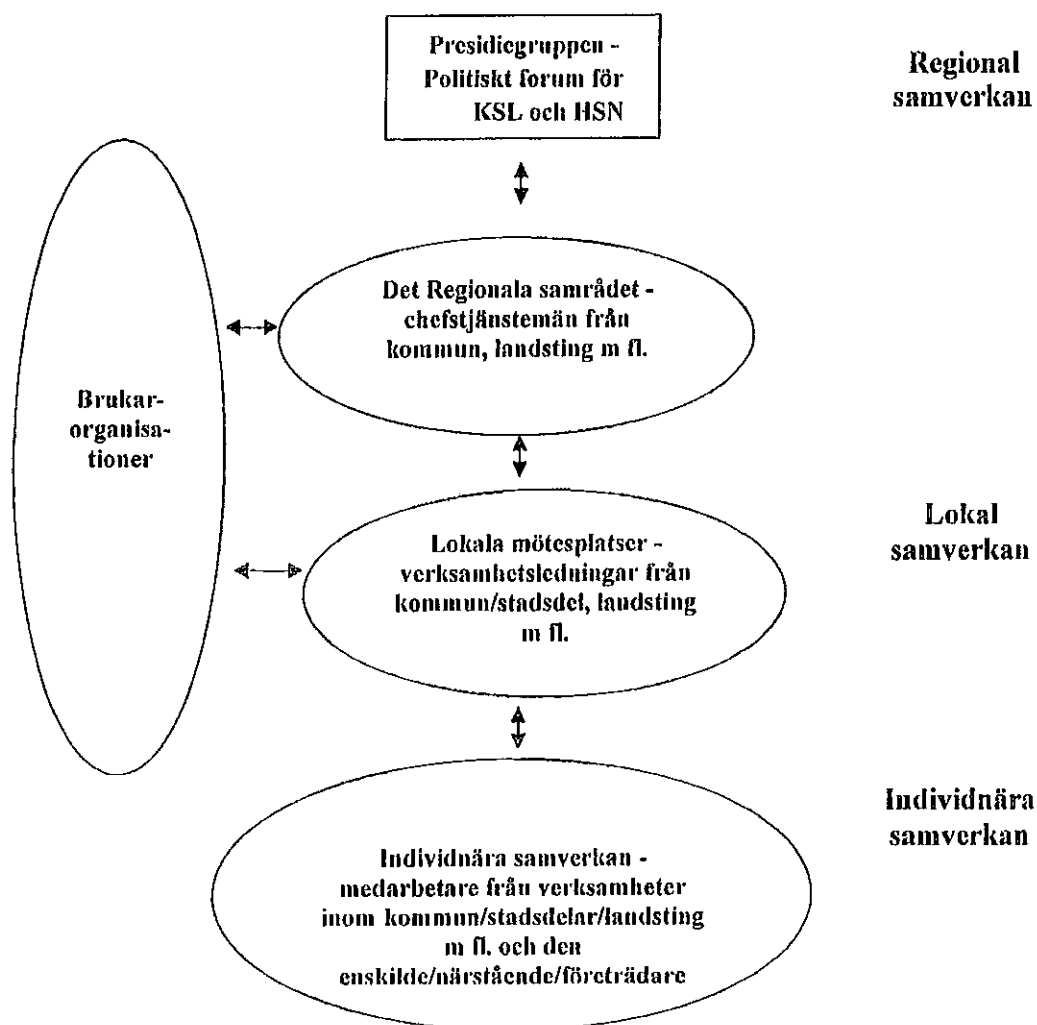 Presidiegruppen -
Politiskt forum för
KSL och HSN
Regional
samverkan
Det Regionala samrådet -
chefstjänstemän från
kommun, landsting m fl.
Brukar-
organisa-
tioner
Lokala mötesplatser -
verksamhetsledningar från
kommun/stadsdel, landsting
m fl.
Lokal
samverkan
Individnära
samverkan
Individnära samverkan -
medarbetare från verksamheter
inom kommun/stadsdelar/landsting
m fl. och den
enskilde/närstående/företrädare